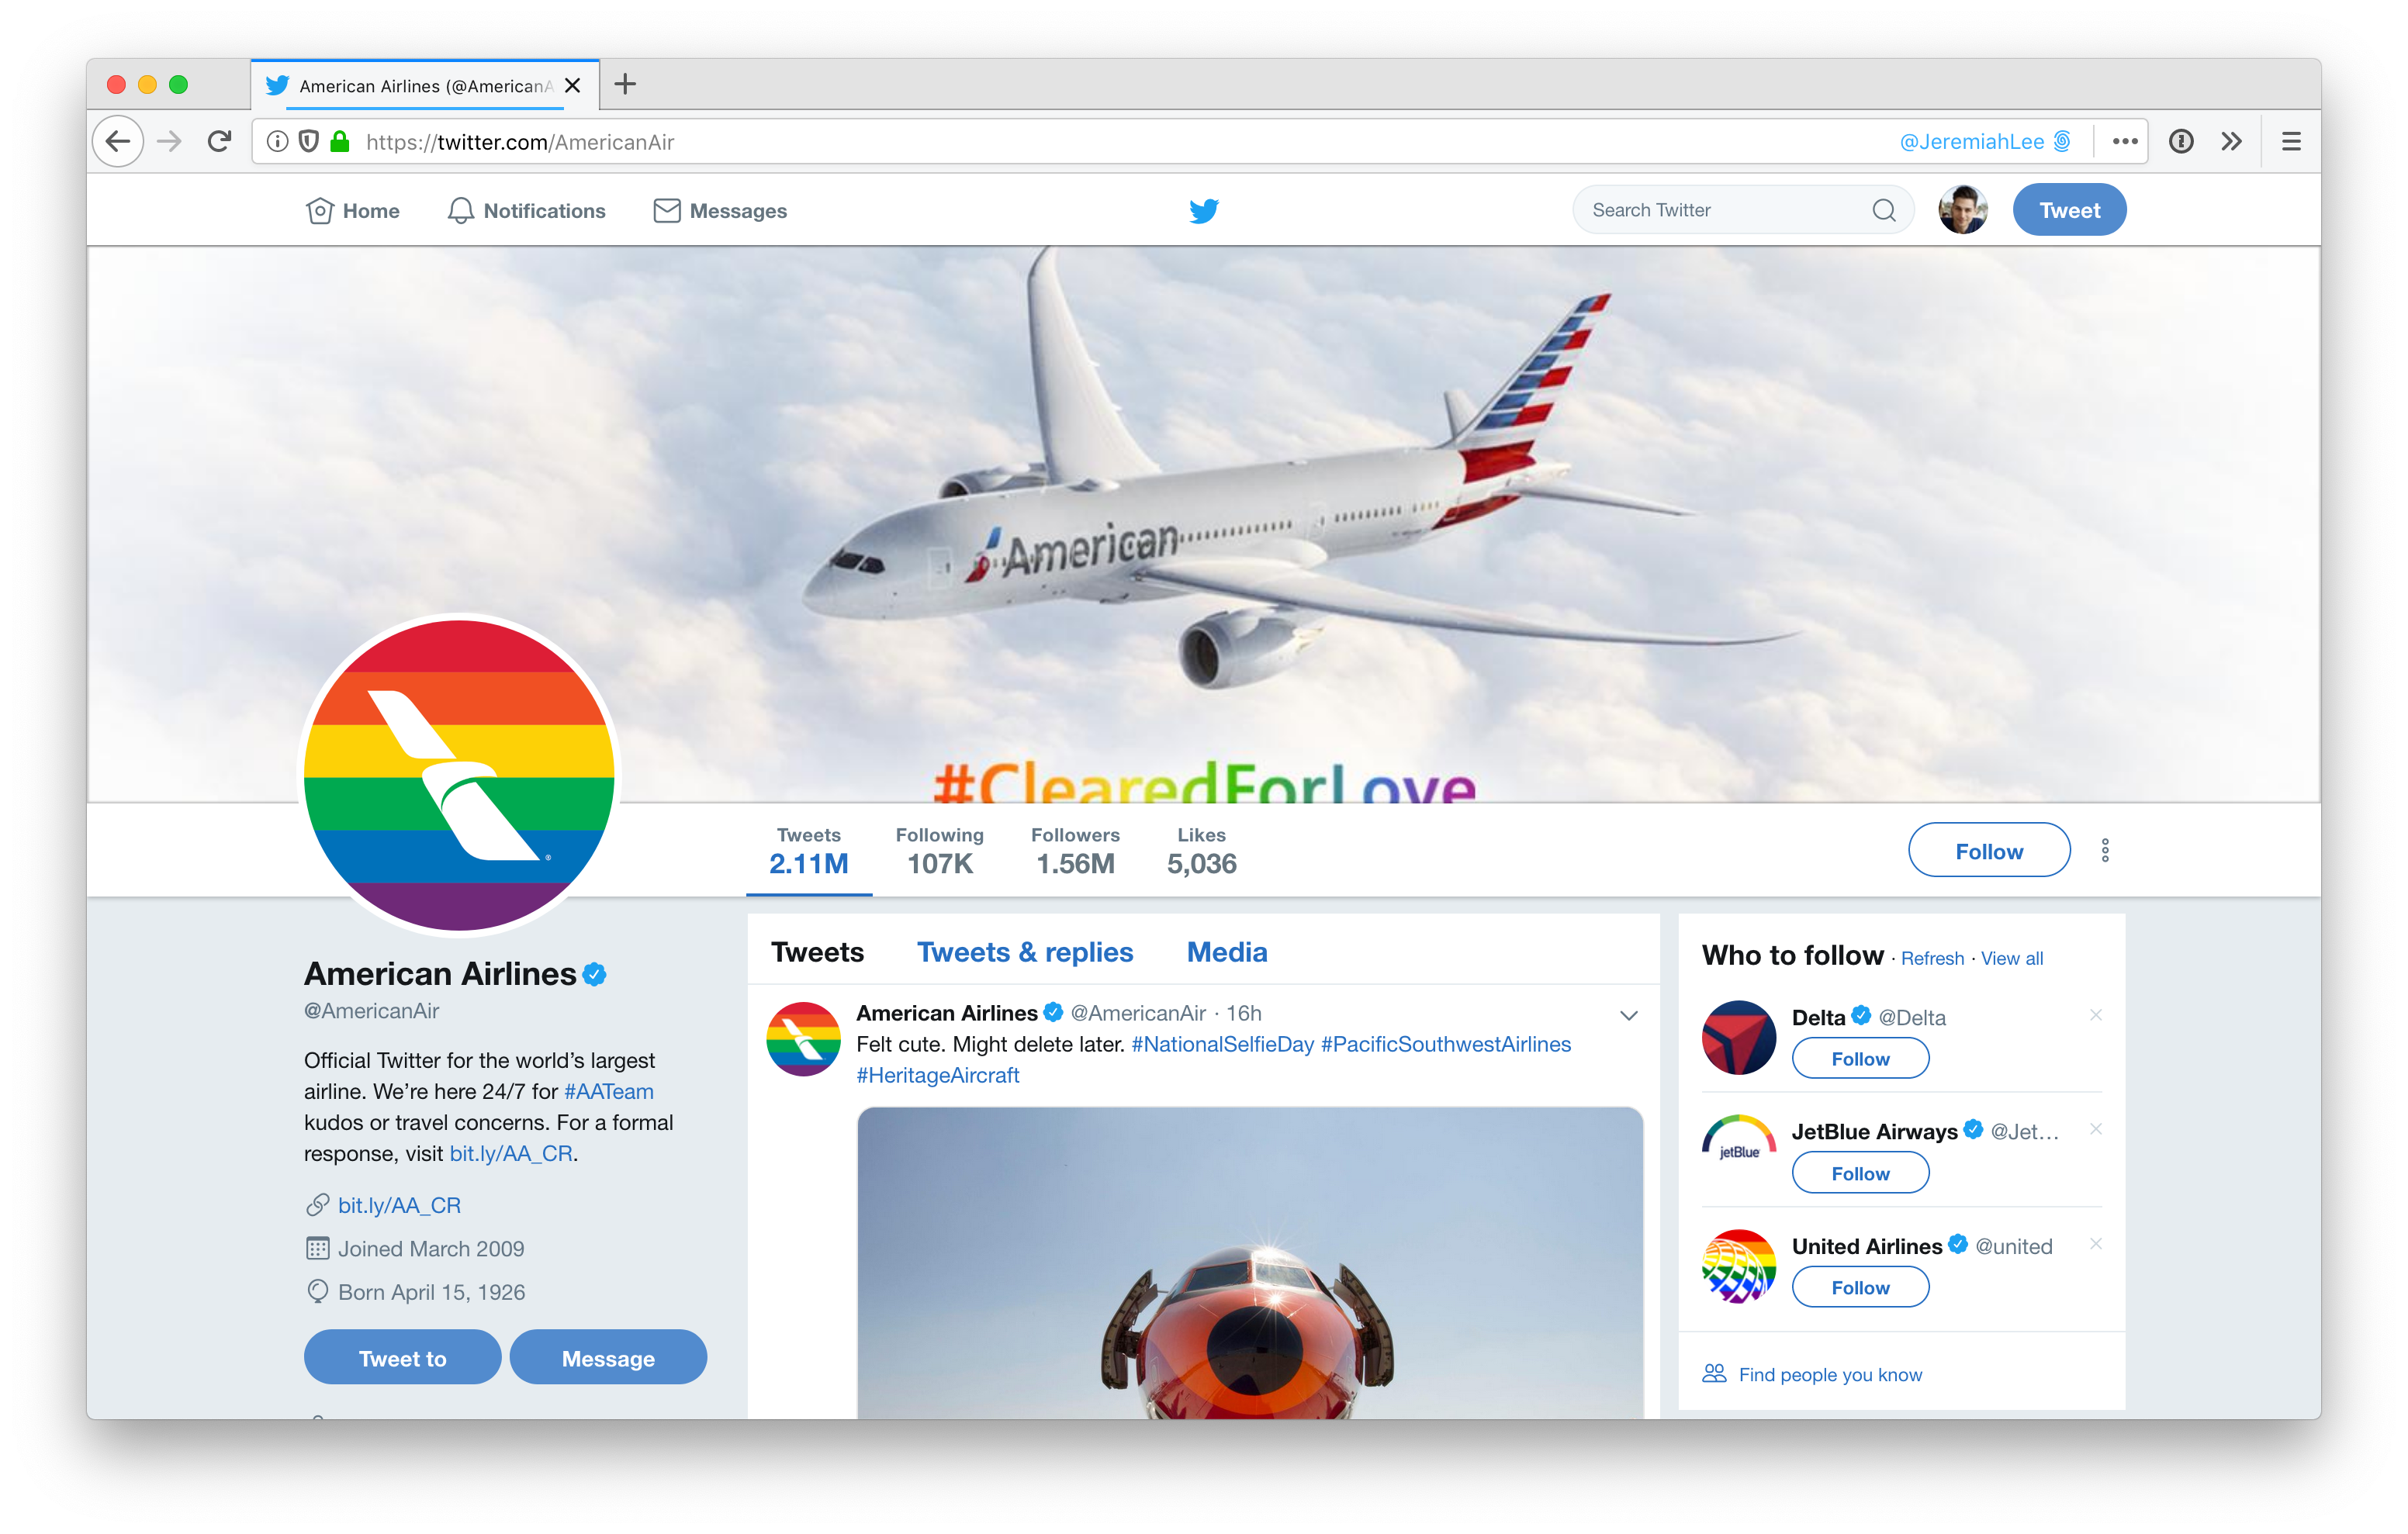 American Airlines (@AmericanA
https://twitter.com/AmericanAir
@JeremiahLee
Home
Notifications
Messages
Search Twitter
Tweet
American
#ClearedForLove
Tweets
2.11M
Following
107K
Followers
1.56M
Likes
5,036
Follow
American Airlines
@AmericanAir
Official Twitter for the world's largest
airline. We're here 24/7 for #AATeam
kudos or travel concerns. For a formal
response, visit bit.ly/AA_CR.
bit.ly/AA_CR
Joined March 2009
Born April 15, 1926
Tweet to
Message
Tweets
Tweets & replies
Media
American Airlines @AmericanAir · 16h
Felt cute. Might delete later. #NationalSelfieDay #PacificSouthwestAirlines
#HeritageAircraft
Who to follow · Refresh · View all
Delta @Delta
Follow
jetBlue
JetBlue Airways @Jet...
Follow
United Airlines @united
Follow
Find people you know